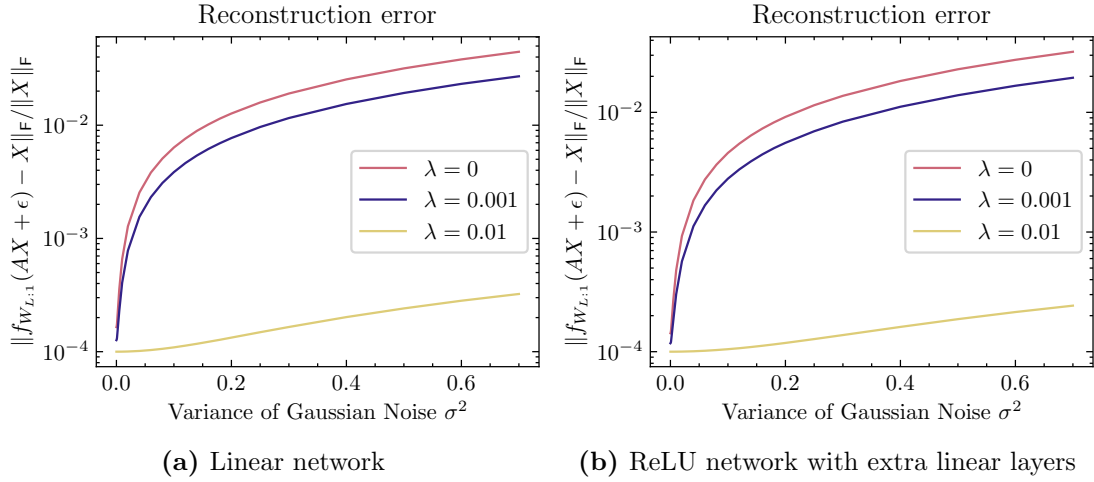 Reconstruction error
∥f_{W_{L:1}}(AX + ϵ) − X∥_F/∥X∥_F
10^{−2}
10^{−3}
10^{−4}
λ = 0
λ = 0.001
λ = 0.01
0.0 0.2 0.4 0.6
Variance of Gaussian Noise σ^2
(a) Linear network
Reconstruction error
∥f_{W_{L:1}}(AX + ϵ) − X∥_F/∥X∥_F
10^{−2}
10^{−3}
10^{−4}
λ = 0
λ = 0.001
λ = 0.01
0.0 0.2 0.4 0.6
Variance of Gaussian Noise σ^2
(b) ReLU network with extra linear layers